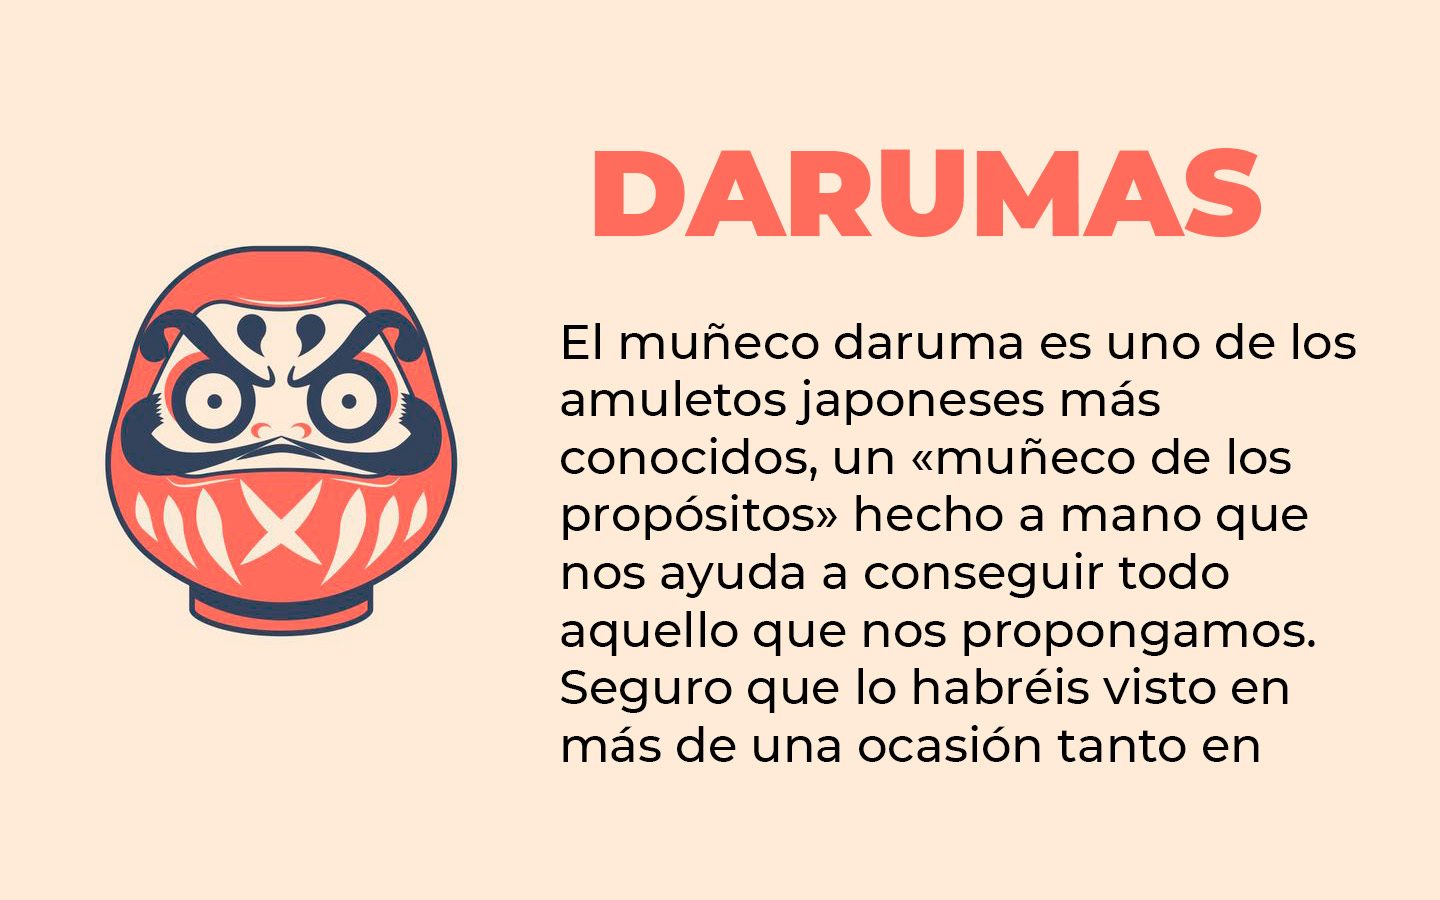 DARUMAS
El muñeco daruma es uno de los
amuletos japoneses más
conocidos, un «muñeco de los
propósitos» hecho a mano que
nos ayuda a conseguir todo
aquello que nos propongamos.
Seguro que lo habréis visto en
más de una ocasión tanto en